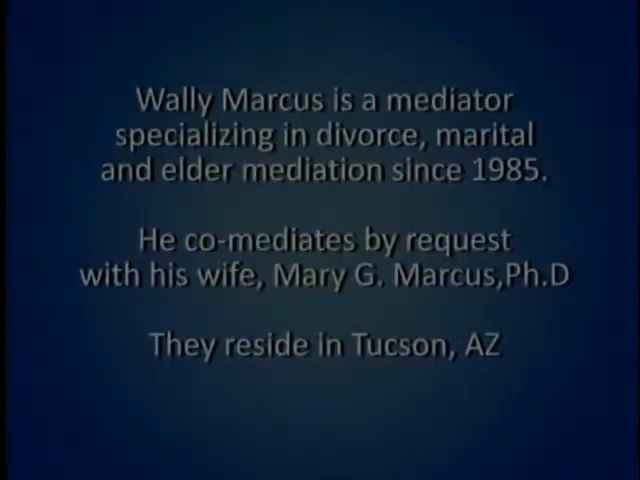 Wally Marcus is a mediator
specializing in divorce, marital
and elder mediation since 1985.
He co-mediates by request
with his wife, Mary G. Marcus,Ph.D
They reside in Tucson, AZ